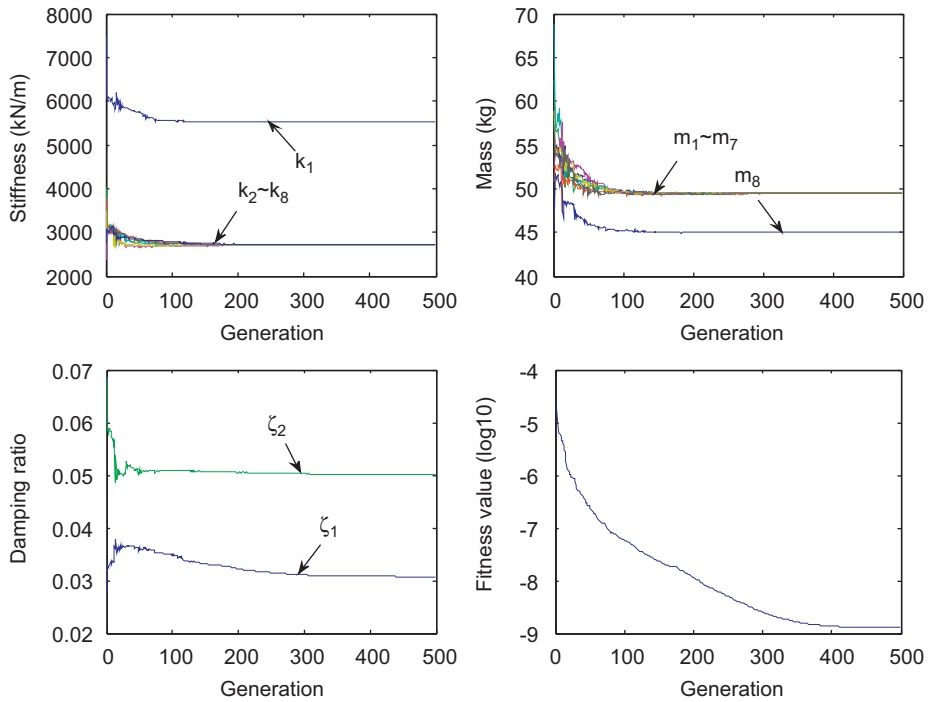 8000
7000
6000
5000
4000
3000
2000
Stiffness (kN/m)
k1
k2~k8
0 100 200 300 400 500
Generation
70
65
60
55
50
45
40
Mass (kg)
m1~m7
m8
0 100 200 300 400 500
Generation
0.07
0.06
0.05
0.04
0.03
0.02
Damping ratio
ζ2
ζ1
0 100 200 300 400 500
Generation
-4
-5
-6
-7
-8
-9
Fitness value (log10)
0 100 200 300 400 500
Generation